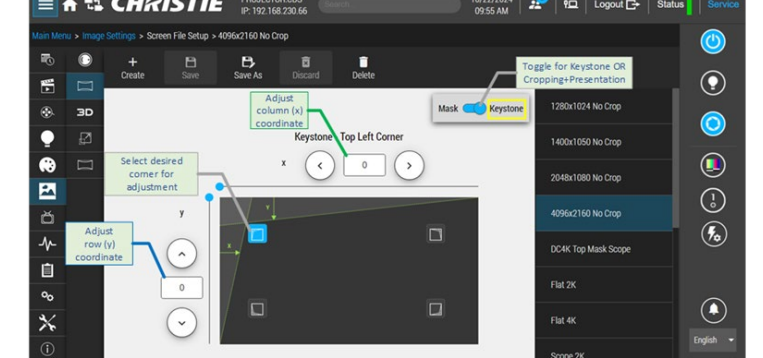 CHRISTIE
IP: 192.168.230.66
Search...
09:55 AM
Logout
Status
Service
Main Menu > Image Settings > Screen File Setup > 4096x2160 No Crop
Create
Save
Save As
Discard
Delete
Toggle for Keystone OR
Cropping+Presentation
Mask
Keystone
Adjust
column (x)
coordinate
Keystone Top Left Corner
x
0
Select desired
corner for
adjustment
y
Adjust
row (y)
coordinate
0
Y
x
3D
1280x1024 No Crop
1400x1050 No Crop
2048x1080 No Crop
4096x2160 No Crop
DC4K Top Mask Scope
Flat 2K
Flat 4K
Scope 2K
English